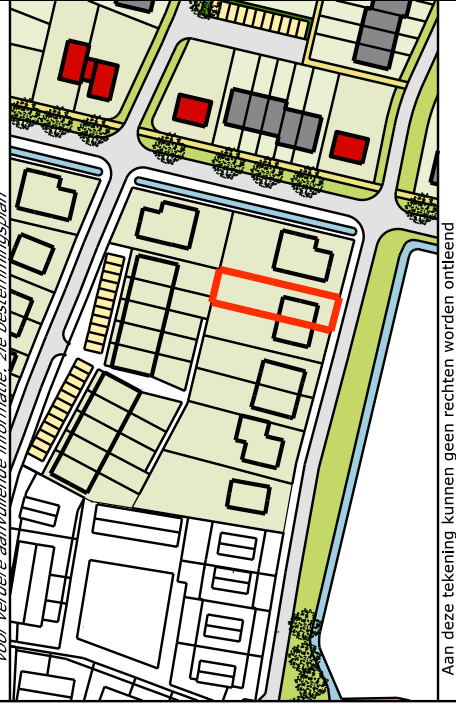 voor verdere aanvullende informatie, zie bestemmingsplan
Aan deze tekening kunnen geen rechten worden ontleend